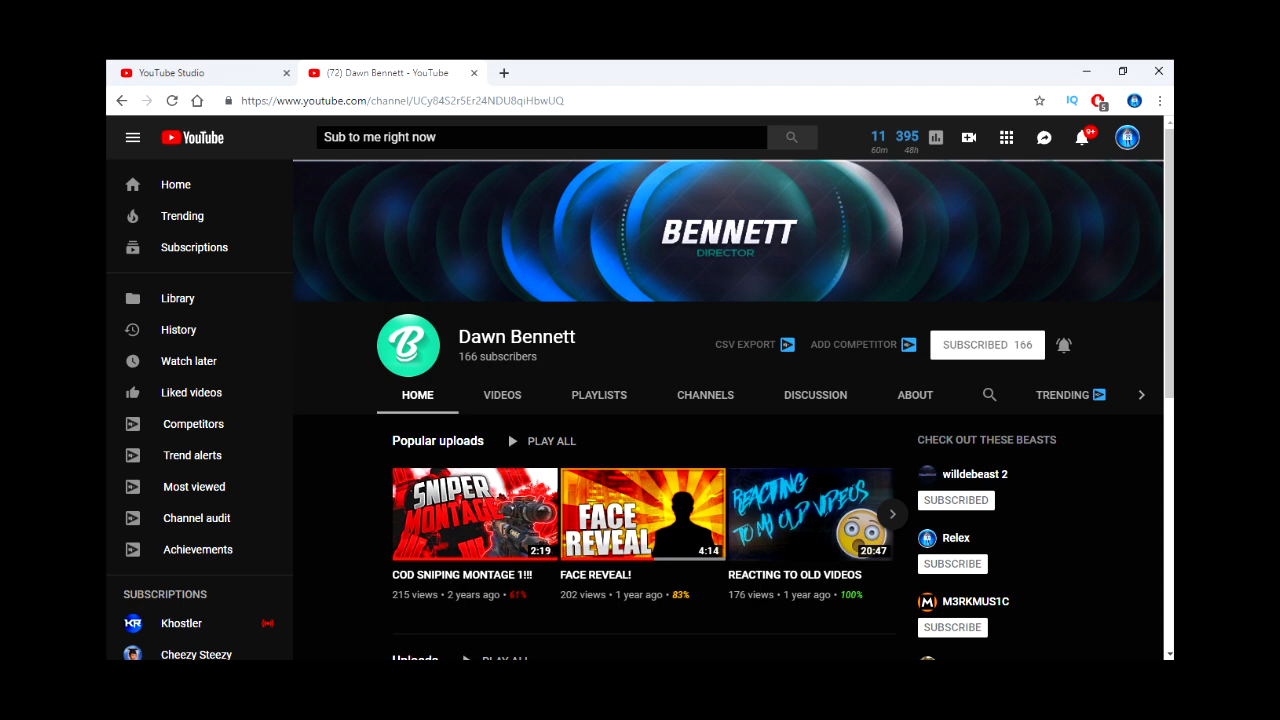 YouTube Studio
(72) Dawn Bennett - YouTube
https://www.youtube.com/channel/UCy84S2r5Er24NDU8qiHbwUQ
IQ
5
YouTube
Sub to me right now
11 395
60m 48h
9+
Home
Trending
Subscriptions
Library
History
Watch later
Liked videos
Competitors
Trend alerts
Most viewed
Channel audit
Achievements
SUBSCRIPTIONS
KR
Khostler
Cheezy Steezy
BENNETT
DIRECTOR
B
Dawn Bennett
166 subscribers
CSV EXPORT
ADD COMPETITOR
SUBSCRIBED 166
HOME
VIDEOS
PLAYLISTS
CHANNELS
DISCUSSION
ABOUT
TRENDING
Popular uploads
PLAY ALL
SNIPER
MONTAGE
2:19
COD SNIPING MONTAGE 1!!!
215 views • 2 years ago • 61%
FACE
REVEAL
4:14
FACE REVEAL!
202 views • 1 year ago • 83%
REACTING
TO MY OLD VIDEOS
20:47
REACTING TO OLD VIDEOS
176 views • 1 year ago • 100%
Uploads
PLAY ALL
CHECK OUT THESE BEASTS
willdebeast 2
SUBSCRIBED
Relex
SUBSCRIBE
M
M3RKMUS1C
SUBSCRIBE